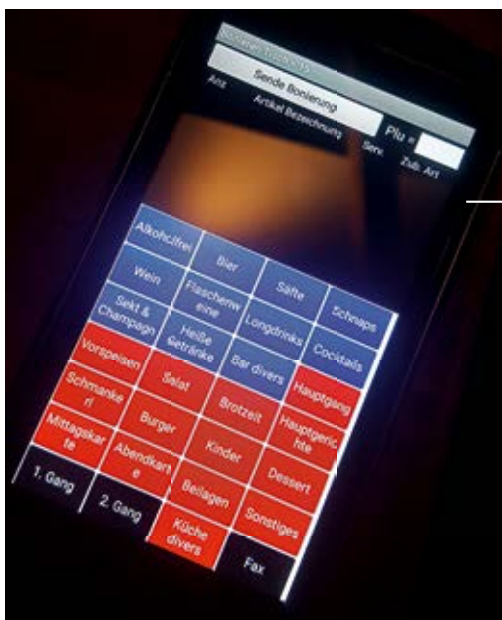 Sende Bonierung
Plu =
Anz Artikel Bezeichnung Serv. Zub. Art
Alkoholfrei Bier Säfte Schnaps
Wein Flaschenw
eine Longdrinks Cocktails
Sekt &
Champagn Heiße
Getränke Bar divers Hauptgang
Vorspeisen Salat Brotzeit Hauptgeric
hte
Schmanke
rl Burger Kinder Dessert
Mittagskar
te Abendkart
e Beilagen Sonstiges
1. Gang 2. Gang Küche
divers Fax